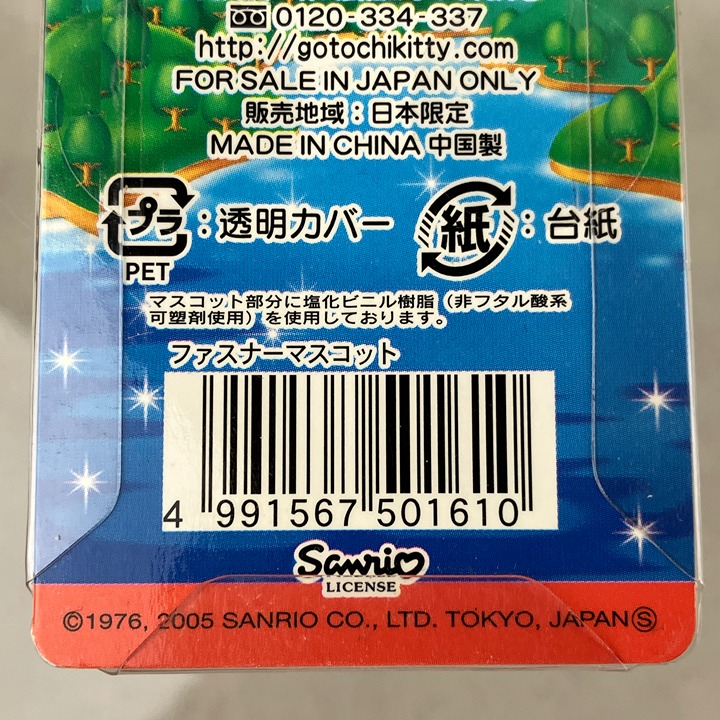 0120-334-337
http://gotochikitty.com
FOR SALE IN JAPAN ONLY
販売地域：日本限定
MADE IN CHINA 中国製
プラ：透明カバー 紙：台紙
PET
マスコット部分に塩化ビニル樹脂（非フタル酸系
可塑剤使用）を使用しております。
ファスナーマスコット
4 991567 501610
Sanrio
LICENSE
©1976, 2005 SANRIO CO., LTD. TOKYO, JAPAN Ⓢ